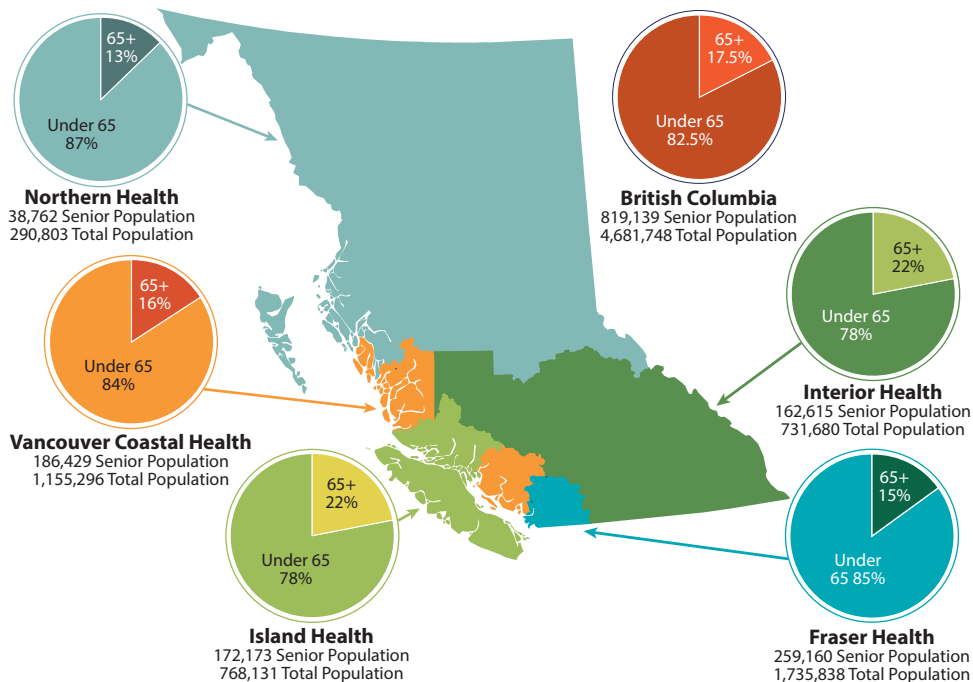 65+
13%
Under 65
87%
Northern Health
38,762 Senior Population
290,803 Total Population
65+
17.5%
Under 65
82.5%
British Columbia
819,139 Senior Population
4,681,748 Total Population
65+
16%
Under 65
84%
Vancouver Coastal Health
186,429 Senior Population
1,155,296 Total Population
65+
22%
Under 65
78%
Interior Health
162,615 Senior Population
731,680 Total Population
65+
22%
Under 65
78%
Island Health
172,173 Senior Population
768,131 Total Population
65+
15%
Under
65 85%
Fraser Health
259,160 Senior Population
1,735,838 Total Population